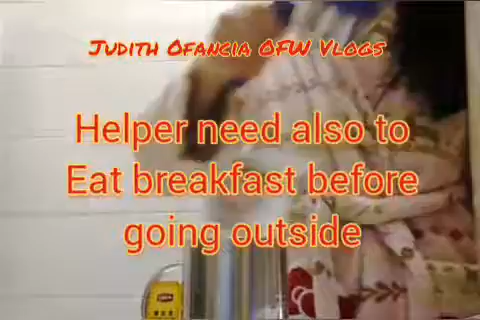 Judith Ofancia OFW Vlogs
Helper need also to
Eat breakfast before
going outside